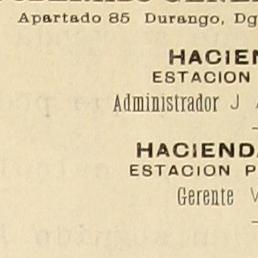 Apartado 85 Durango, Dg
HACIEN
ESTACION
Administrador J A
HACIENDA
ESTACION P
Gerente V